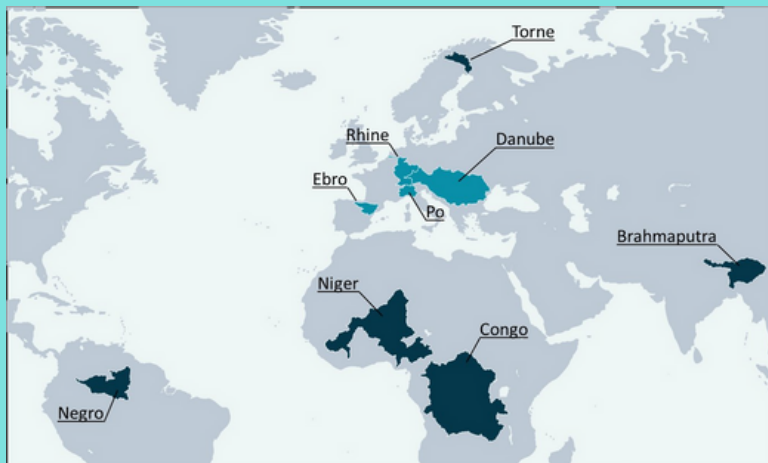 Torne
Rhine
Danube
Ebro
Po
Brahmaputra
Niger
Congo
Negro